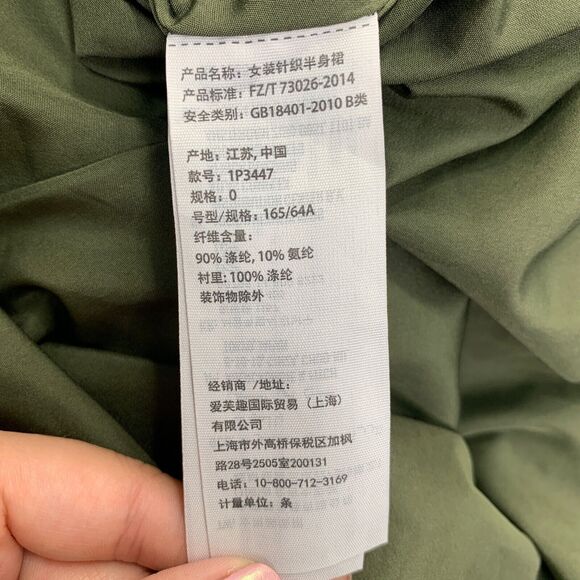 产品名称：女装针织半身裙
产品标准：FZ/T 73026-2014
安全类别：GB18401-2010 B类
产地：江苏, 中国
款号：1P3447
规格：0
号型/规格：165/64A
纤维含量：
90% 涤纶, 10% 氨纶
衬里：100% 涤纶
装饰物除外
经销商 /地址：
爱芙趣国际贸易（上海）
有限公司
上海市外高桥保税区加枫
路28号2505室200131
电话：10-800-712-3169
计量单位：条